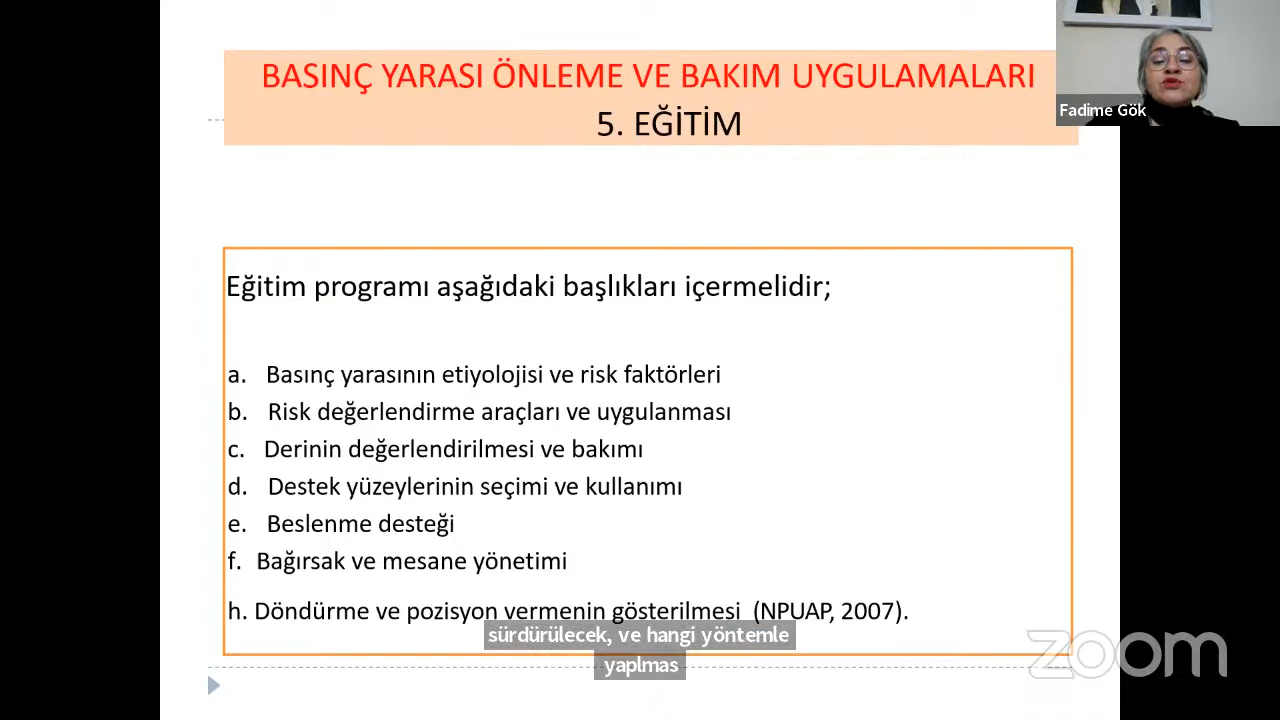 BASINÇ YARASI ÖNLEME VE BAKIM UYGULAMALARI
5. EĞİTİM
Fadime Gök
Eğitim programı aşağıdaki başlıkları içermelidir;
a. Basınç yarasının etiyolojisi ve risk faktörleri
b. Risk değerlendirme araçları ve uygulanması
c. Derinin değerlendirilmesi ve bakımı
d. Destek yüzeylerinin seçimi ve kullanımı
e. Beslenme desteği
f. Bağırsak ve mesane yönetimi
h. Döndürme ve pozisyon vermenin gösterilmesi (NPUAP, 2007).
sürdürülecek, ve hangi yöntemle
yaplmas
zoom